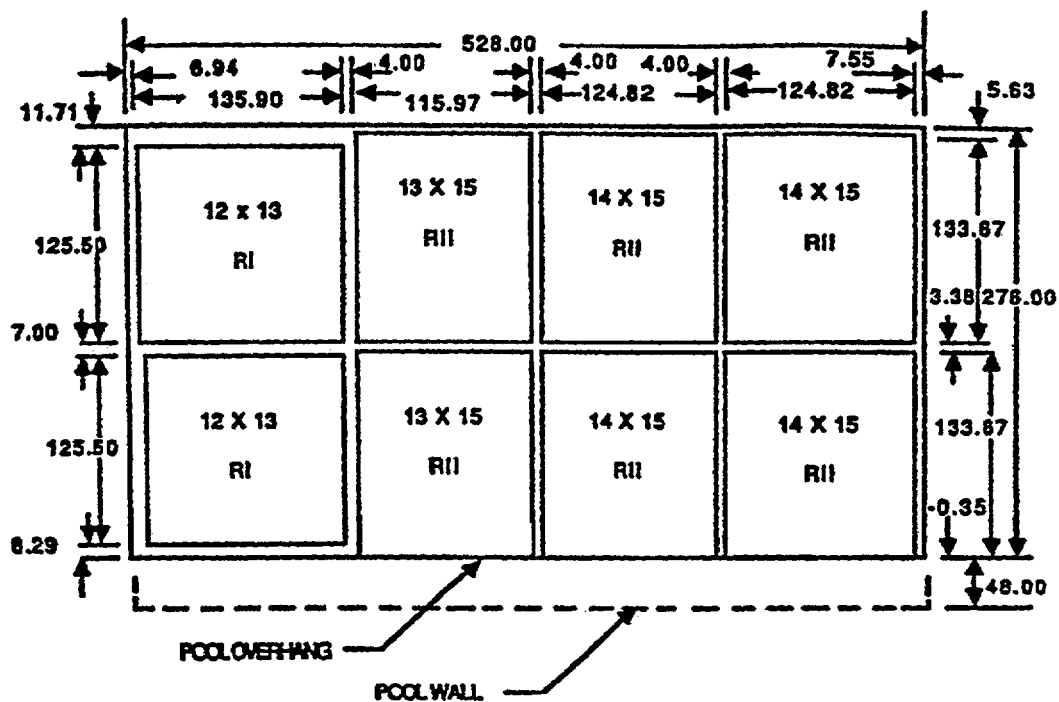 528.00
6.94 4.00 4.00 4.00 7.55
135.90 115.97 124.82 124.82 5.63
11.71
12 x 13 13 X 15 14 X 15 14 X 15
RI RII RII RII
125.50 133.67
3.38 276.00
7.00
12 X 13 13 X 15 14 X 15 14 X 15
RI RII RII RII
125.50 133.67
-0.35
6.29
48.00
POOL OVERHANG
POOL WALL